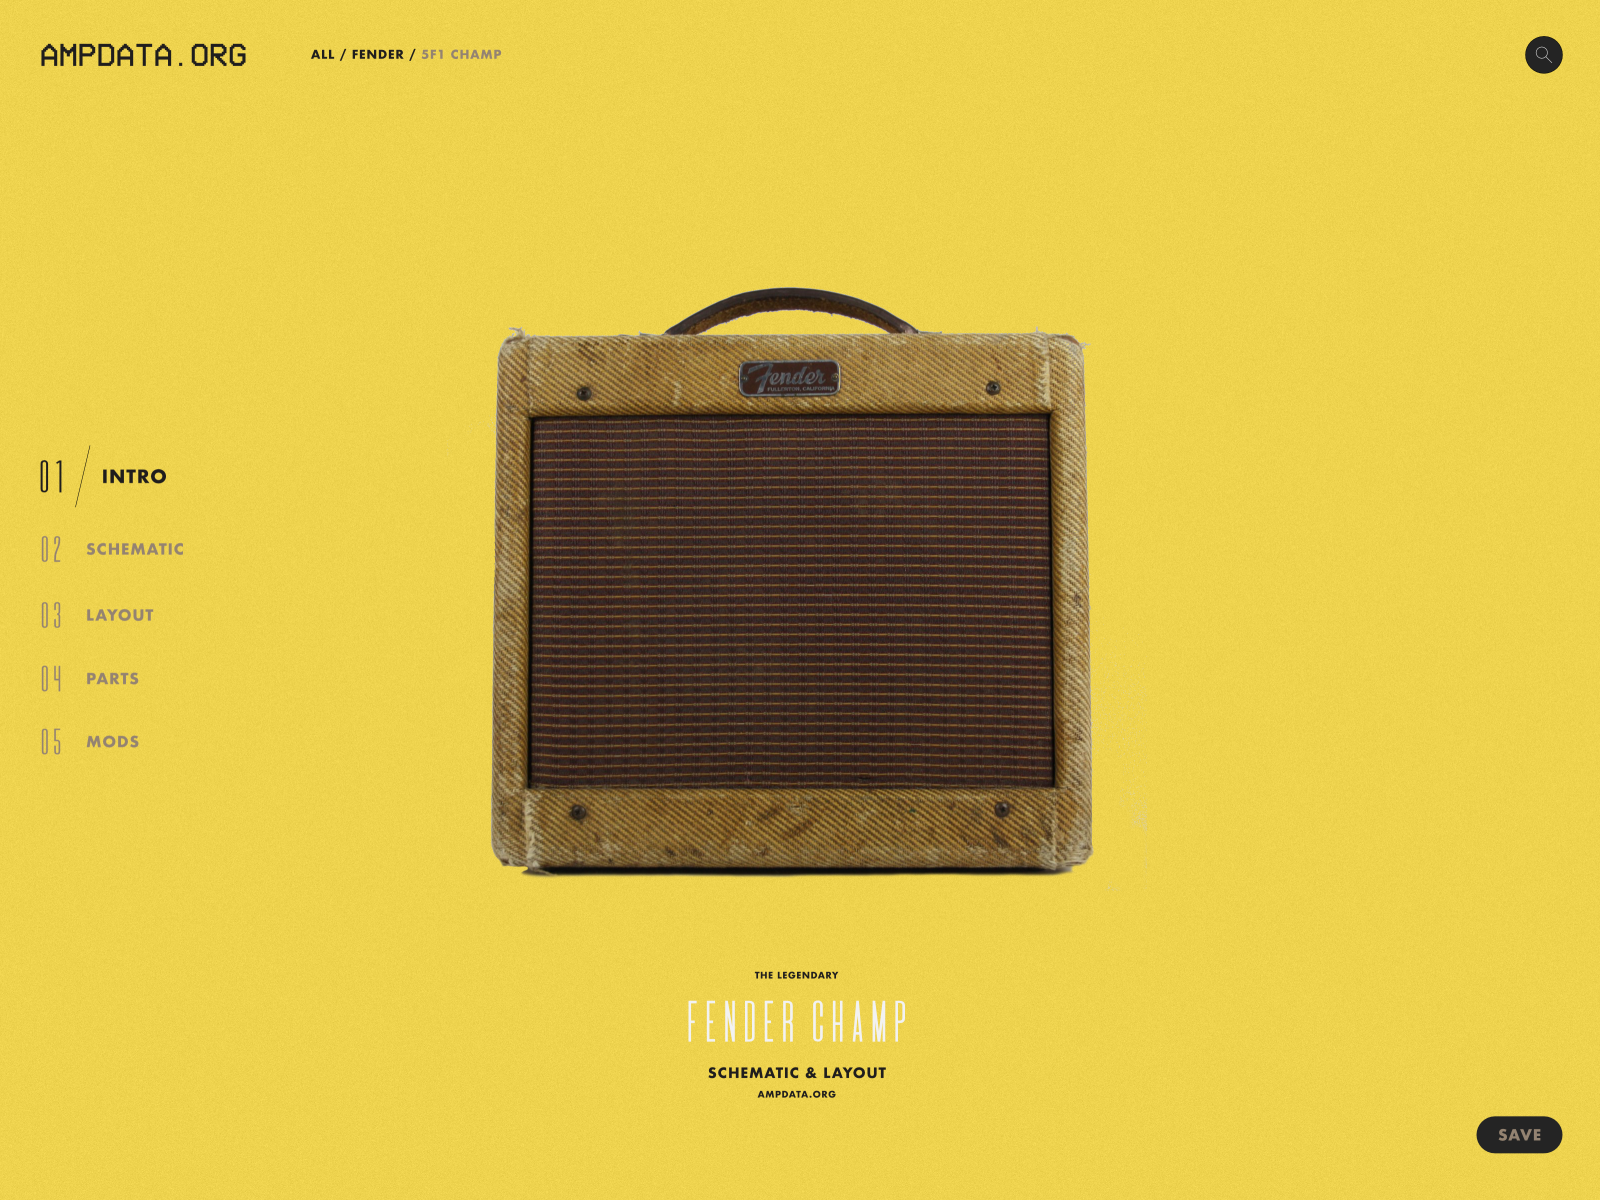 AMPDATA.ORG
ALL / FENDER / 5F1 CHAMP
Fender
FULLERTON, CALIFORNIA
01 / INTRO
02 SCHEMATIC
03 LAYOUT
04 PARTS
05 MODS
THE LEGENDARY
FENDER CHAMP
SCHEMATIC & LAYOUT
AMPDATA.ORG
SAVE